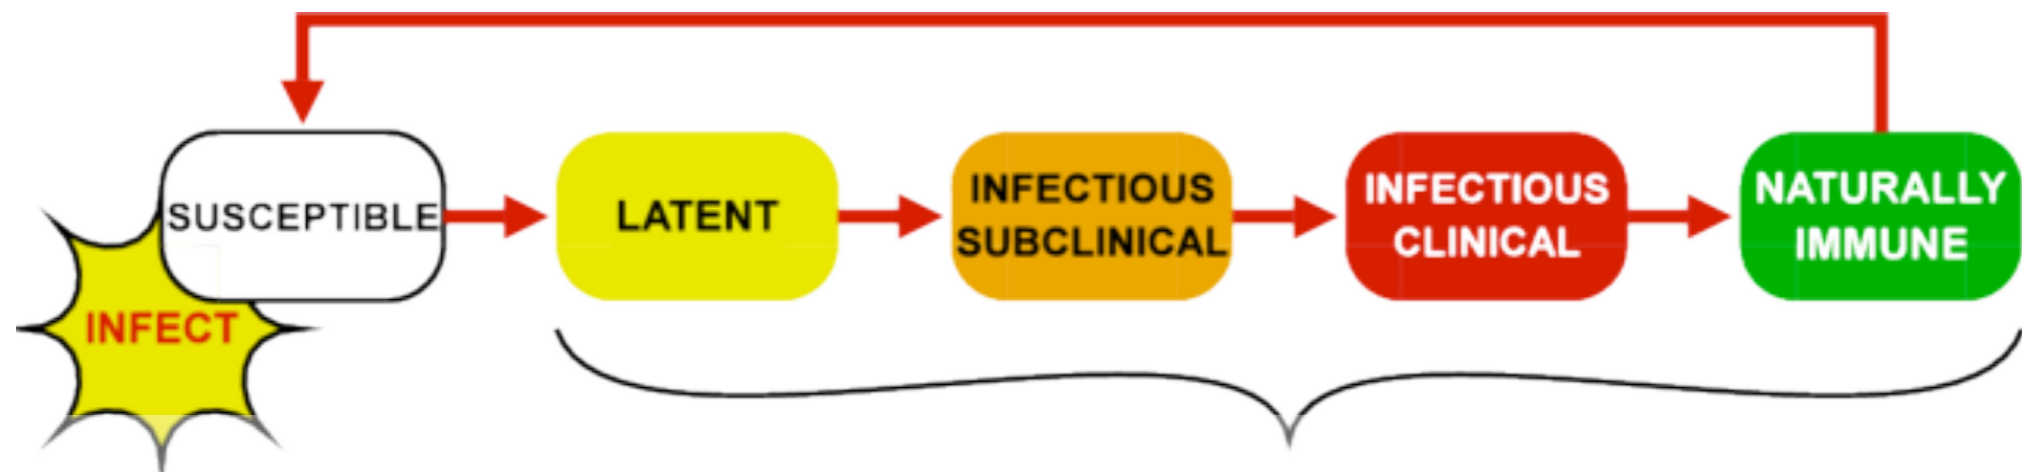 SUSCEPTIBLE
LATENT
INFECTIOUS
SUBCLINICAL
INFECTIOUS
CLINICAL
NATURALLY
IMMUNE
INFECT